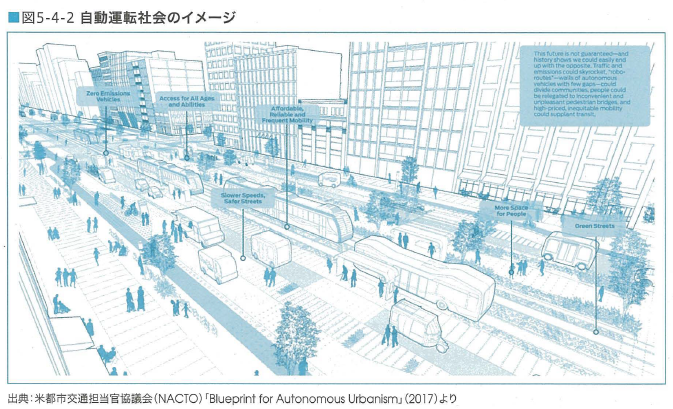 ■図5-4-2 自動運転社会のイメージ
This future is not guaranteed—and
history shows we could easily end
up with the opposite. Traffic and
emissions could skyrocket, "robo-
routes"—walls of autonomous
vehicles with few gaps—could
divide communities, people could
be relegated to inconvenient and
unpleasant pedestrian bridges, and
high-priced, inequitable mobility
could supplant transit.
Zero Emissions
Vehicles
Access for All Ages
and Abilities
Affordable,
Reliable and
Frequent Mobility
Slower Speeds,
Safer Streets
More Space
for People
Green Streets
出典：米都市交通担当官協議会（NACTO）「Blueprint for Autonomous Urbanism」（2017）より